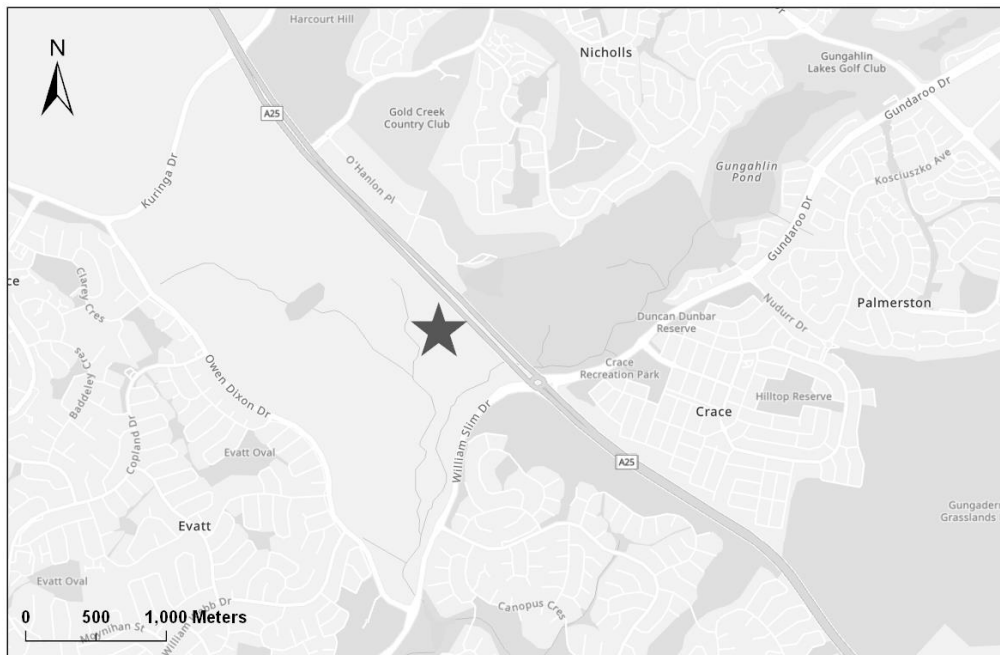 Harcourt Hill
N
Nicholls
Gungahlin
Lakes Golf Club
Gundaroo Dr
A25
Gold Creek
Country Club
Kuringa Dr
O'Hanlon Pl
Gungahlin
Pond
Kosciuszko Ave
Gundaroo Dr
ce
Clarey Cres
Nudurr Dr
Palmerston
Duncan Dunbar
Reserve
Baddeley Cres
Owen Dixon Dr
Crace
Recreation Park
Hilltop Reserve
Copland Dr
William Slim Dr
Crace
Evatt Oval
A25
Gungader
Grasslands
Evatt
Evatt Oval
Canopus Cres
0 500 1,000 Meters
Moynihan St
Dr